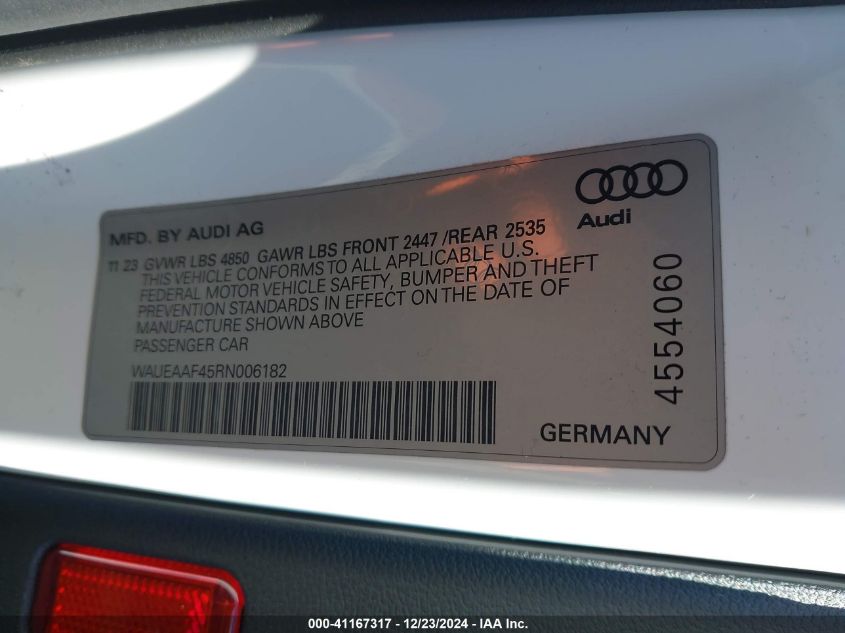 Audi
MFD. BY AUDI AG
11 23 GVWR LBS 4850 GAWR LBS FRONT 2447 /REAR 2535
THIS VEHICLE CONFORMS TO ALL APPLICABLE U.S.
FEDERAL MOTOR VEHICLE SAFETY, BUMPER AND THEFT
PREVENTION STANDARDS IN EFFECT ON THE DATE OF
MANUFACTURE SHOWN ABOVE
PASSENGER CAR
WAUEAAF45RN006182
GERMANY
4554060
000-41167317 - 12/23/2024 - IAA Inc.